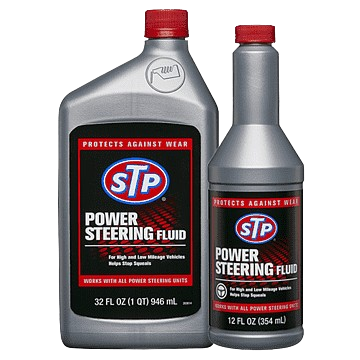 PROTECTS AGAINST WEAR
STP
POWER
STEERING FLUID
For High and Low Mileage Vehicles
Helps Stop Squeals
WORKS WITH ALL POWER STEERING UNITS
32 FL OZ (1 QT) 946 mL
PROTECTS AGAINST WEAR
STP
POWER
STEERING FLUID
For High and Low Mileage Vehicles
Helps Stop Squeals
WORKS WITH ALL POWER STEERING UNITS
12 FL OZ (354 mL)